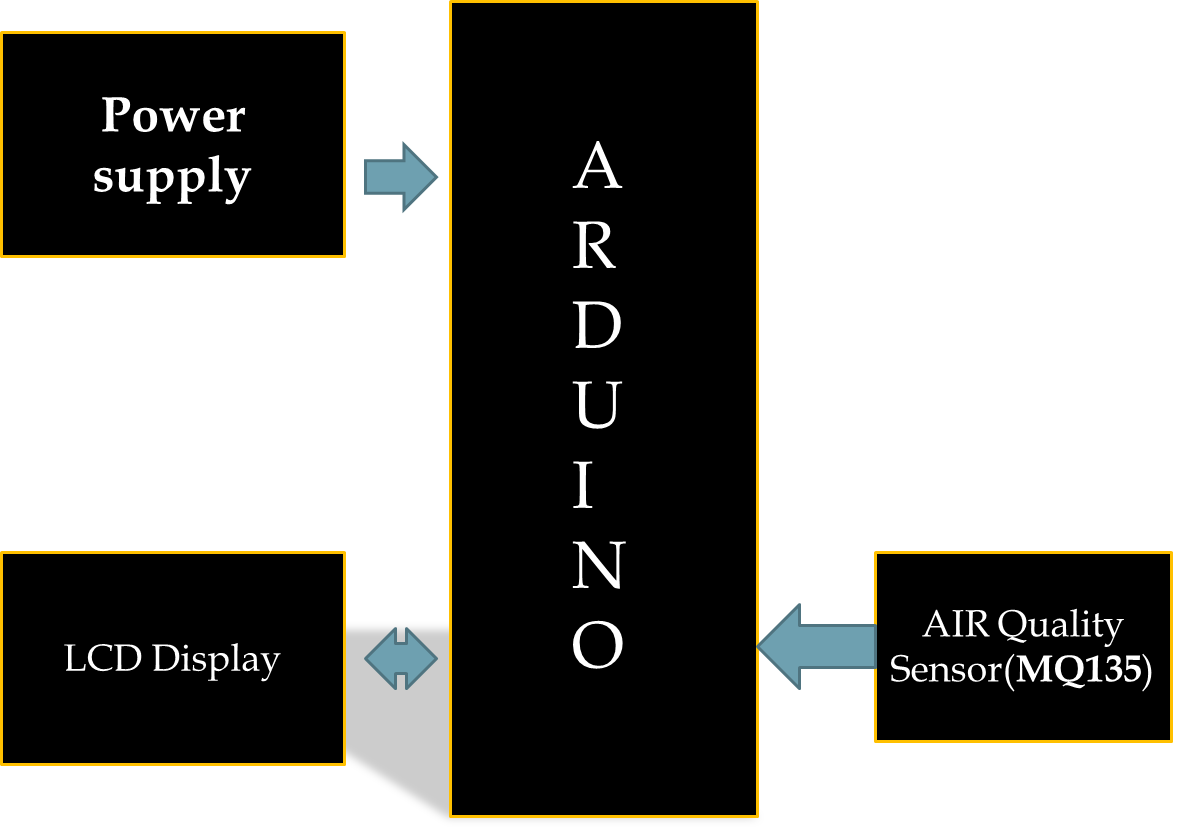 Power
supply
A
R
D
U
I
N
O
LCD Display
AIR Quality
Sensor(MQ135)